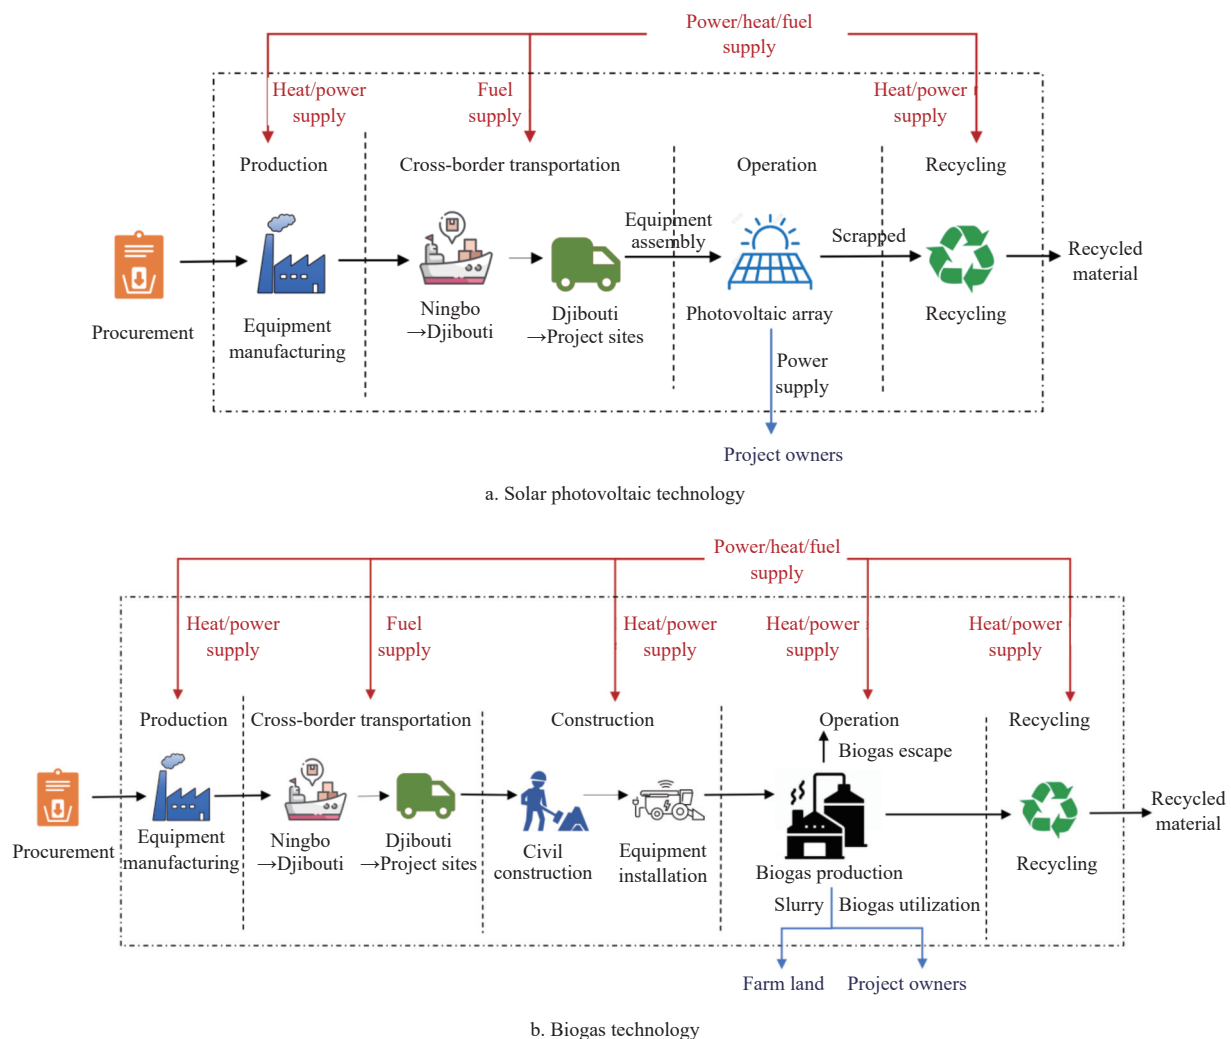 Power/heat/fuel
supply
Heat/power
supply
Fuel
supply
Heat/power
supply
Production
Cross-border transportation
Operation
Recycling
Equipment
assembly
Scrapped
Recycled
material
Procurement
Equipment
manufacturing
Ningbo
→Djibouti
Djibouti
→Project sites
Photovoltaic array
Recycling
Power
supply
Project owners
a. Solar photovoltaic technology
Power/heat/fuel
supply
Heat/power
supply
Fuel
supply
Heat/power
supply
Heat/power
supply
Heat/power
supply
Production
Cross-border transportation
Construction
Operation
Recycling
Biogas escape
Recycled
material
Procurement
Equipment
manufacturing
Ningbo
→Djibouti
Djibouti
→Project sites
Civil
construction
Equipment
installation
Biogas production
Recycling
Slurry
Biogas utilization
Farm land
Project owners
b. Biogas technology